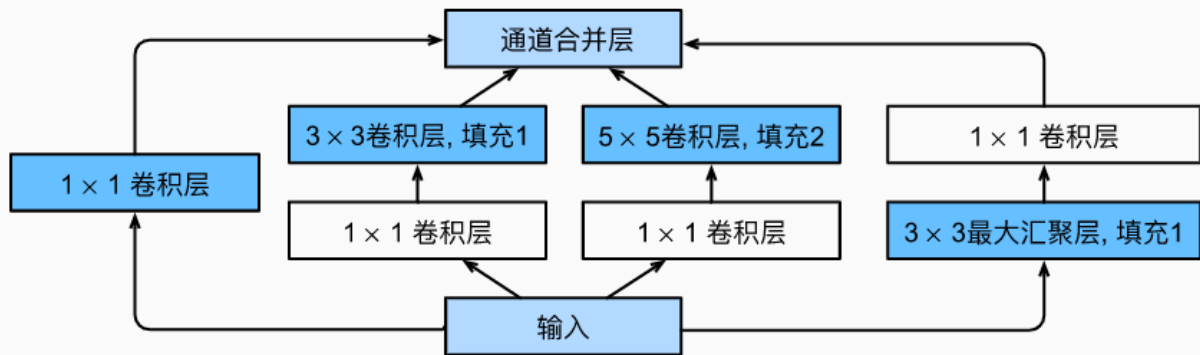 通道合并层
3 × 3卷积层, 填充1
5 × 5卷积层, 填充2
1 × 1 卷积层
1 × 1 卷积层
1 × 1 卷积层
1 × 1 卷积层
3 × 3最大汇聚层, 填充1
输入